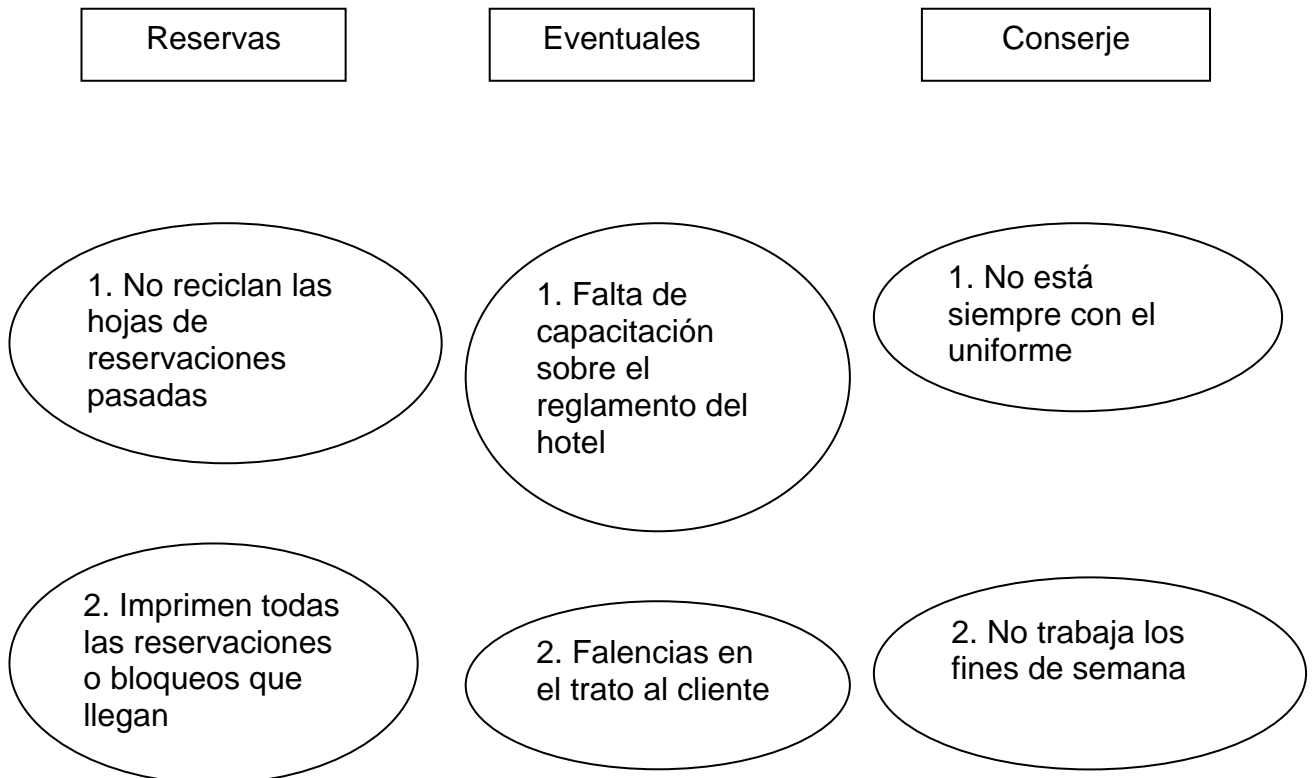 Reservas
Eventuales
Conserje
1. No reciclan las
hojas de
reservaciones
pasadas
1. Falta de
capacitación
sobre el
reglamento del
hotel
1. No está
siempre con el
uniforme
2. Imprimen todas
las reservaciones
o bloqueos que
llegan
2. Falencias en
el trato al cliente
2. No trabaja los
fines de semana